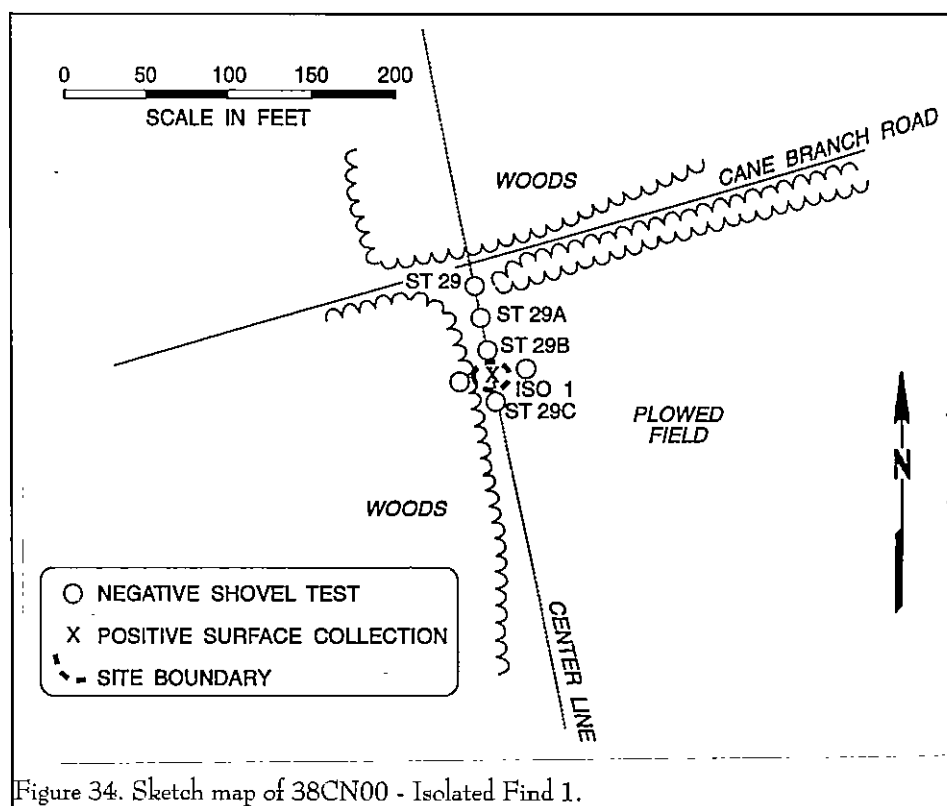 0 50 100 150 200
SCALE IN FEET
WOODS
CANE BRANCH ROAD
ST 29
ST 29A
ST 29B
ISO 1
ST 29C
PLOWED
FIELD
N
WOODS
CENTER LINE
NEGATIVE SHOVEL TEST
X POSITIVE SURFACE COLLECTION
SITE BOUNDARY
Figure 34. Sketch map of 38CN00 - Isolated Find 1.